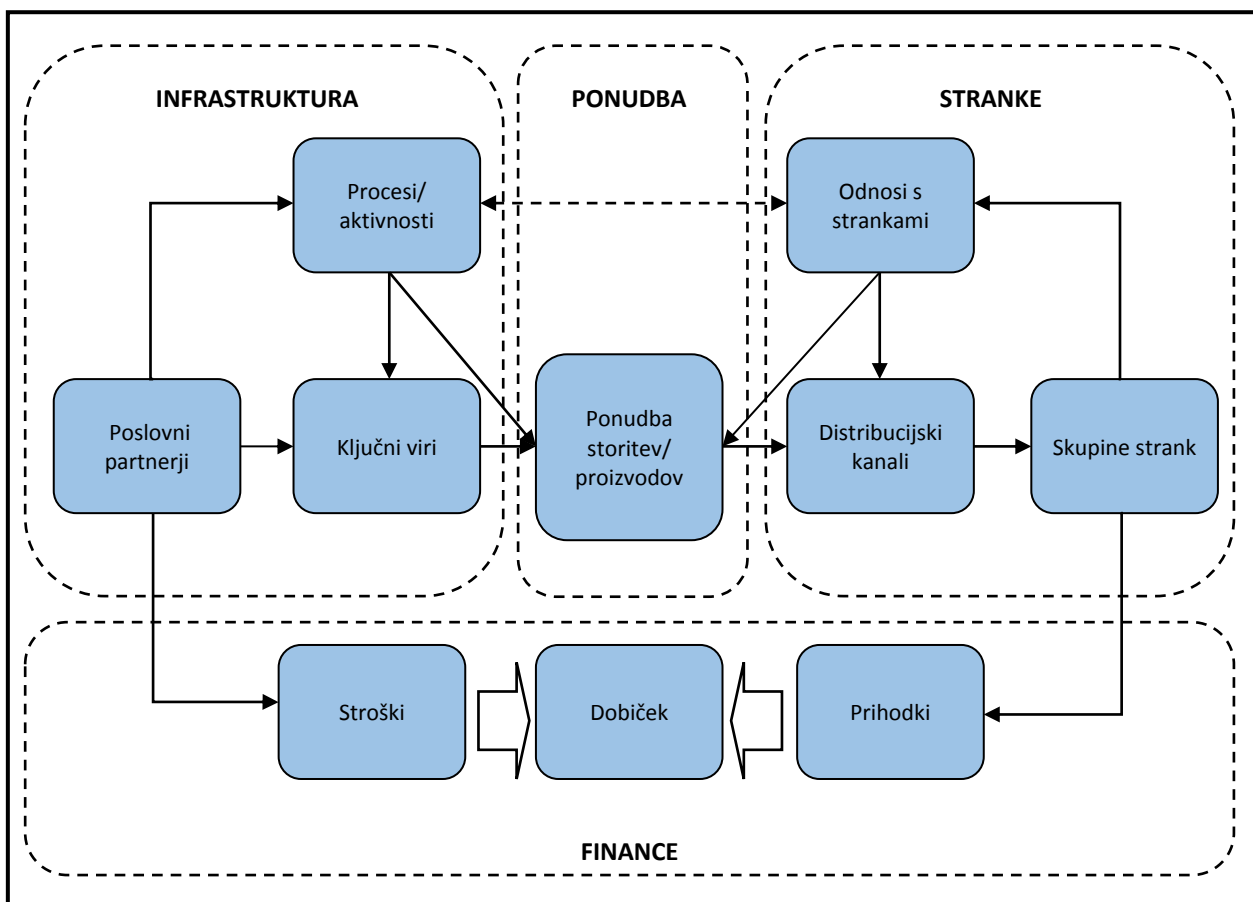 INFRASTRUKTURA
PONUDBA
STRANKE
Procesi/
aktivnosti
Odnosi s
strankami
Poslovni
partnerji
Ključni viri
Ponudba
storitev/
proizvodov
Distribucijski
kanali
Skupine strank
Stroški
Dobiček
Prihodki
FINANCE